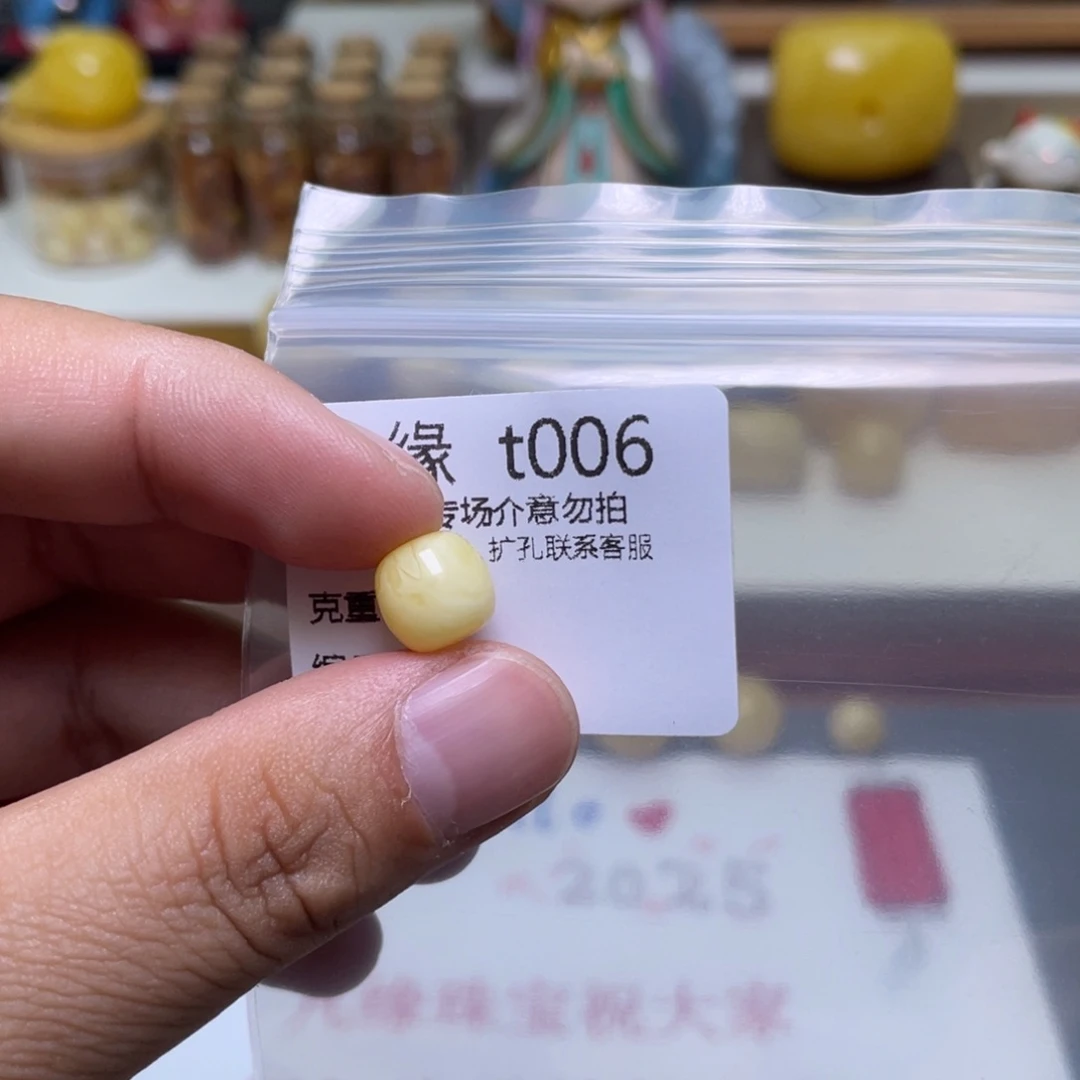 缘 t006
专场介意勿拍
扩孔联系客服
克重
2025
缘珠宝祝大家